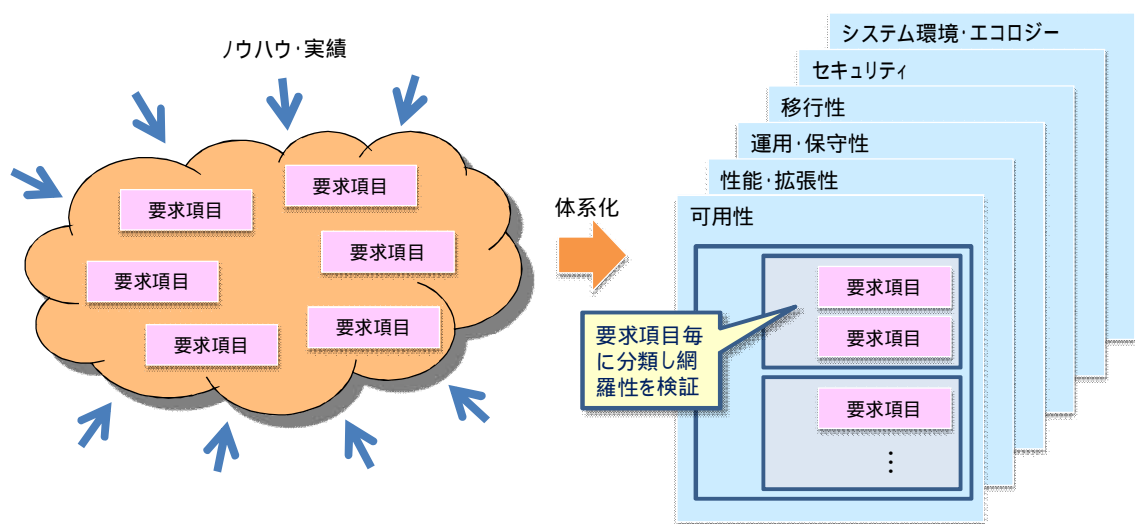 ノウハウ・実績
要求項目
要求項目
要求項目
要求項目
要求項目
要求項目
体系化
システム環境・エコロジー
セキュリティ
移行性
運用・保守性
性能・拡張性
可用性
要求項目
要求項目
要求項目
⋮
要求項目毎
に分類し網
羅性を検証